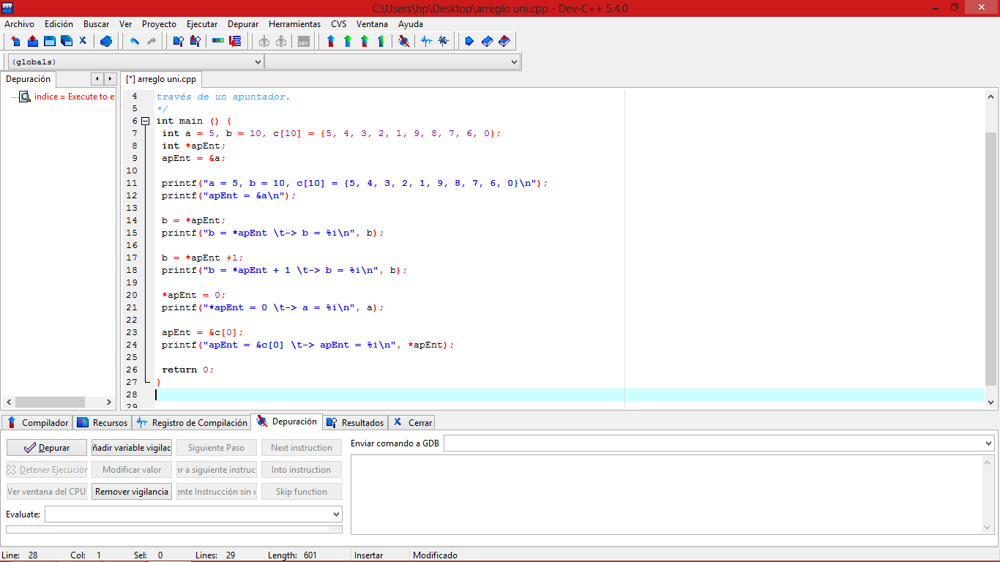 C:\Users\hp\Desktop\arreglo uni.cpp - Dev-C++ 5.4.0
Archivo Edición Buscar Ver Proyecto Ejecutar Depurar Herramientas CVS Ventana Ayuda
(globals)
Depuración
[*] arreglo uni.cpp
indice = Execute to e
4 través de un apuntador.
5 */
6 int main () {
7 int a = 5, b = 10, c[10] = {5, 4, 3, 2, 1, 9, 8, 7, 6, 0};
8 int *apEnt;
9 apEnt = &a;
10
11 printf("a = 5, b = 10, c[10] = {5, 4, 3, 2, 1, 9, 8, 7, 6, 0}\n");
12 printf("apEnt = &a\n");
13
14 b = *apEnt;
15 printf("b = *apEnt \t-> b = %i\n", b);
16
17 b = *apEnt +1;
18 printf("b = *apEnt + 1 \t-> b = %i\n", b);
19
20 *apEnt = 0;
21 printf("*apEnt = 0 \t-> a = %i\n", a);
22
23 apEnt = &c[0];
24 printf("apEnt = &c[0] \t-> apEnt = %i\n", *apEnt);
25
26 return 0;
27 }
28
29
Compilador Recursos Registro de Compilación Depuración Resultados Cerrar
Depurar ñadir variable vigilad Siguiente Paso Next instruction
Detener Ejecución Modificar valor ar a siguiente instruc Into instruction
Ver ventana del CPU Remover vigilancia ente Instrucción sin e Skip function
Evaluate:
Enviar comando a GDB
Line: 28 Col: 1 Sel: 0 Lines: 29 Length: 601 Insertar Modificado